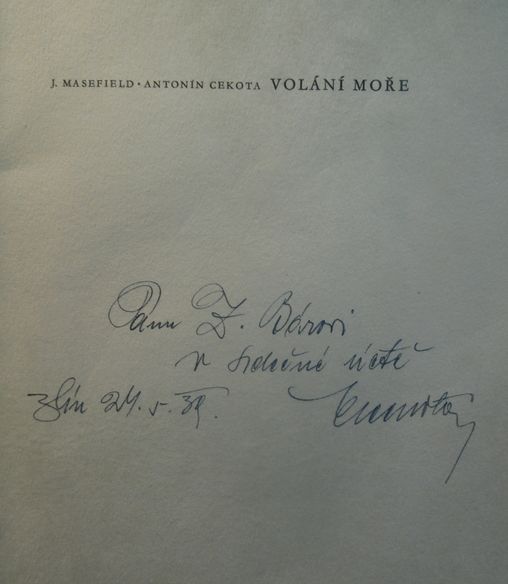 J. MASEFIELD · ANTONÍN CEKOTA VOLÁNÍ MOŘE
Panu Z. Bárovi
v srdečné úctě
Zlín 24. 5. 39.